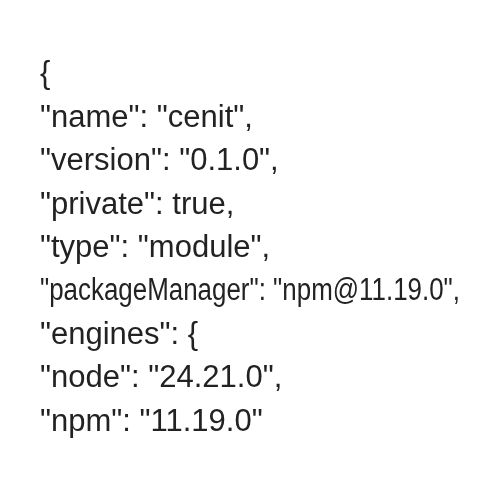 {
"name": "cenit",
"version": "0.1.0",
"private": true,
"type": "module",
"packageManager": "npm@11.19.0",
"engines": {
"node": "24.21.0",
"npm": "11.19.0"